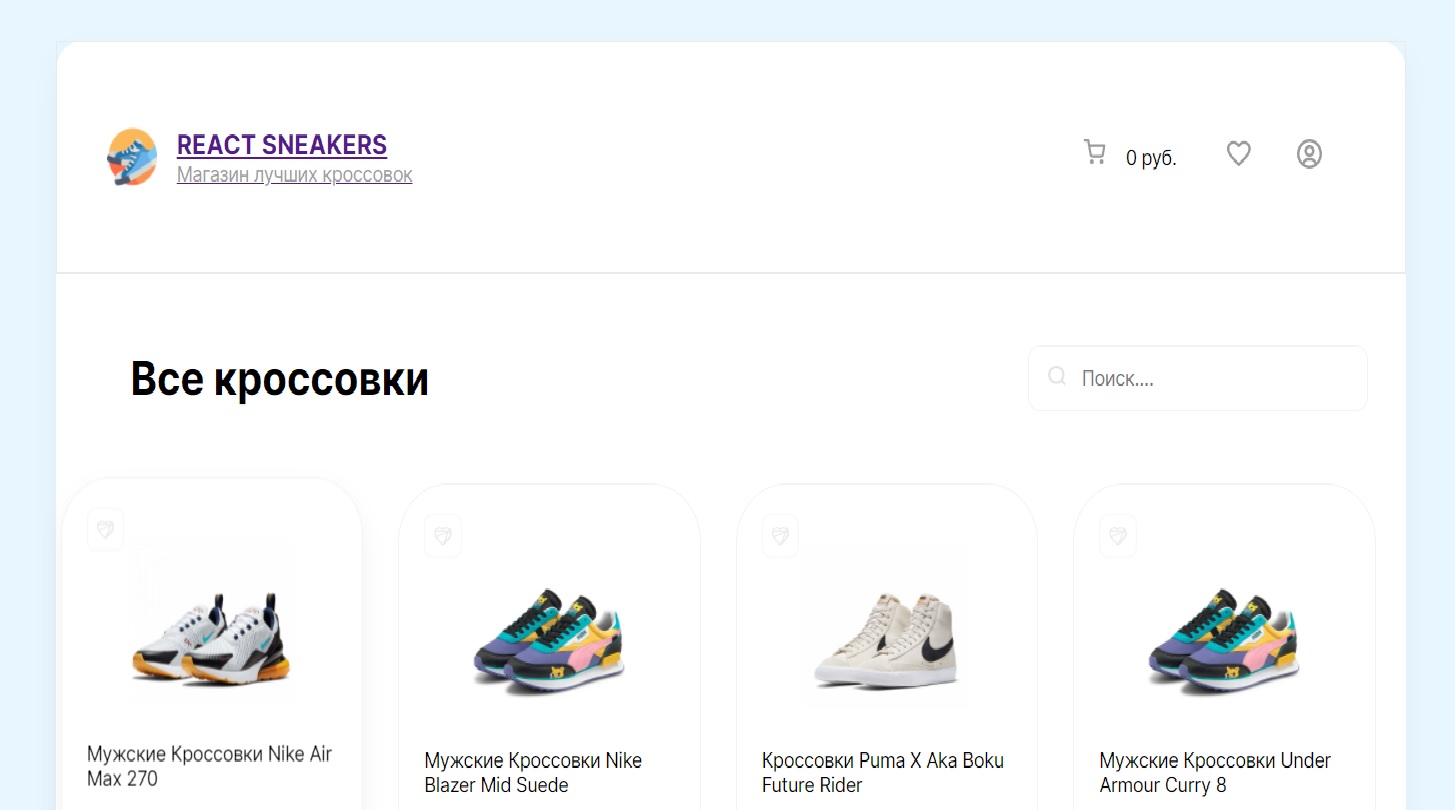 REACT SNEAKERS
Магазин лучших кроссовок
0 руб.
Все кроссовки
Поиск....
Мужские Кроссовки Nike Air
Max 270
Мужские Кроссовки Nike
Blazer Mid Suede
Кроссовки Puma X Aka Boku
Future Rider
Мужские Кроссовки Under
Armour Curry 8